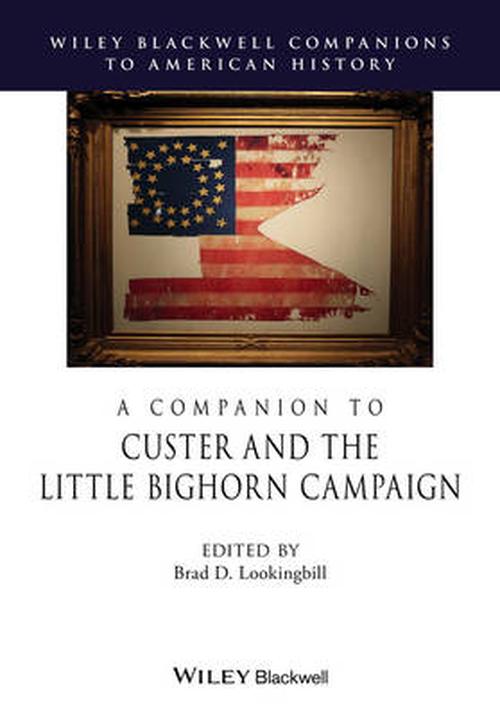 WILEY BLACKWELL COMPANIONS
TO AMERICAN HISTORY
A COMPANION TO
CUSTER AND THE
LITTLE BIGHORN CAMPAIGN
EDITED BY
Brad D. Lookingbill
WILEY Blackwell